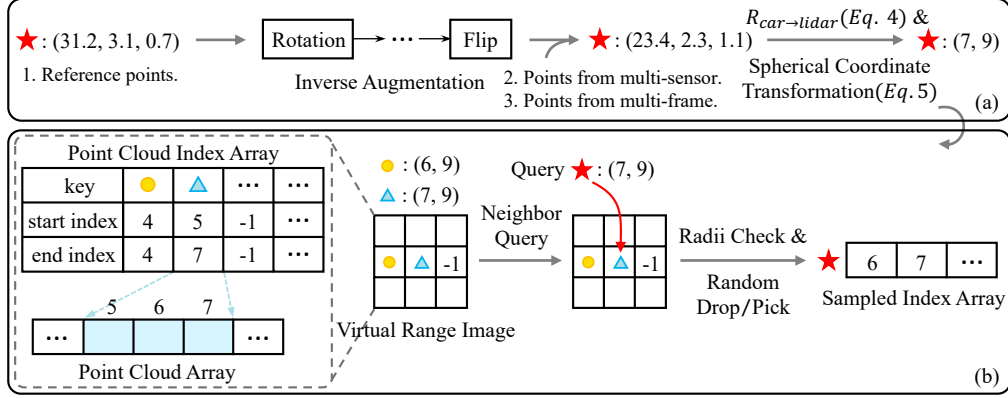 : (31.2, 3.1, 0.7)
1. Reference points.
Rotation
...
Flip
Inverse Augmentation
2. Points from multi-sensor.
3. Points from multi-frame.
: (23.4, 2.3, 1.1)
R_{car→lidar}(Eq. 4) &
Spherical Coordinate
Transformation(Eq. 5)
: (7, 9)
(a)
Point Cloud Index Array
key ... ...
start index 4 5 -1 ...
end index 4 7 -1 ...
5 6 7
... ...
Point Cloud Array
: (6, 9)
: (7, 9)
-1
Virtual Range Image
Neighbor
Query
Query : (7, 9)
-1
Radii Check &
Random
Drop/Pick
6 7 ...
Sampled Index Array
(b)